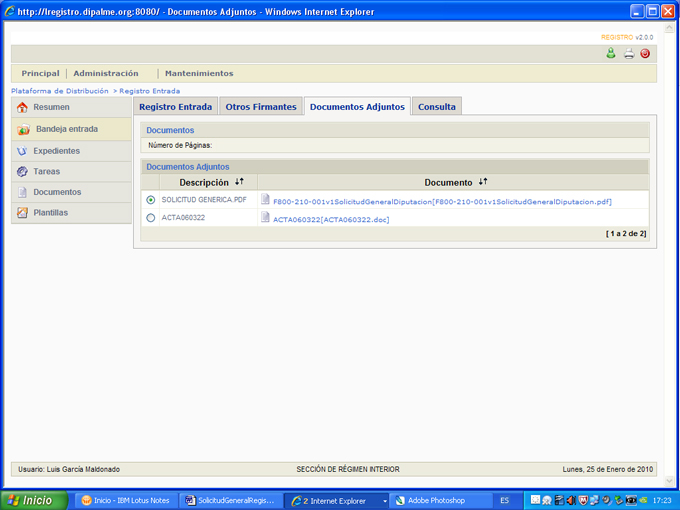 http://lregistro.dipalme.org:8080/ - Documentos Adjuntos - Windows Internet Explorer
REGISTRO v2.0.0
Principal Administración Mantenimientos
Plataforma de Distribución > Registro Entrada
Resumen
Bandeja entrada
Expedientes
Tareas
Documentos
Plantillas
Registro Entrada Otros Firmantes Documentos Adjuntos Consulta
Documentos
Número de Páginas:
Documentos Adjuntos
Descripción Documento
SOLICITUD GENERICA.PDF F800-210-001v1SolicitudGeneralDiputacion[F800-210-001v1SolicitudGeneralDiputacion.pdf]
ACTA060322 ACTA060322[ACTA060322.doc]
[ 1 a 2 de 2]
Usuario: Luis García Maldonado SECCIÓN DE RÉGIMEN INTERIOR Lunes, 25 de Enero de 2010
Inicio Inicio - IBM Lotus Notes SolicitudGeneralRegis... 2 Internet Explorer Adobe Photoshop ES 17:23